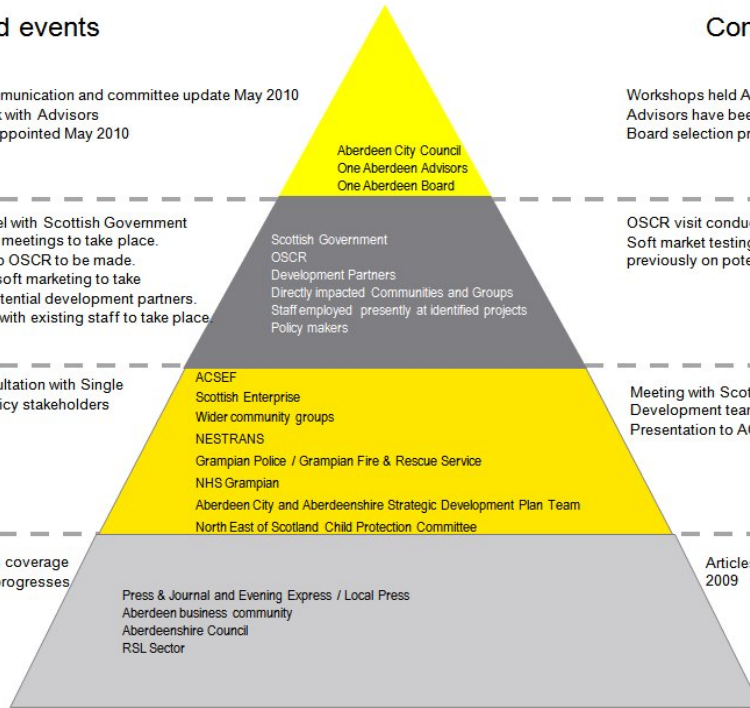 d events
Con
munication and committee update May 2010
with Advisors
ppointed May 2010
Workshops held A
Advisors have bee
Board selection pr
Aberdeen City Council
One Aberdeen Advisors
One Aberdeen Board
el with Scottish Government
meetings to take place.
o OSCR to be made.
soft marketing to take
tential development partners.
with existing staff to take place.
Scottish Government
OSCR
Development Partners
Directly impacted Communities and Groups
Staff employed presently at identified projects
Policy makers
OSCR visit conduc
Soft market testing
previously on pote
ultation with Single
icy stakeholders
ACSEF
Scottish Enterprise
Wider community groups
NESTRANS
Grampian Police / Grampian Fire & Rescue Service
NHS Grampian
Aberdeen City and Aberdeenshire Strategic Development Plan Team
North East of Scotland Child Protection Committee
Meeting with Scot
Development team
Presentation to AC
coverage
rogresses
Press & Journal and Evening Express / Local Press
Aberdeen business community
Aberdeenshire Council
RSL Sector
Articles
2009